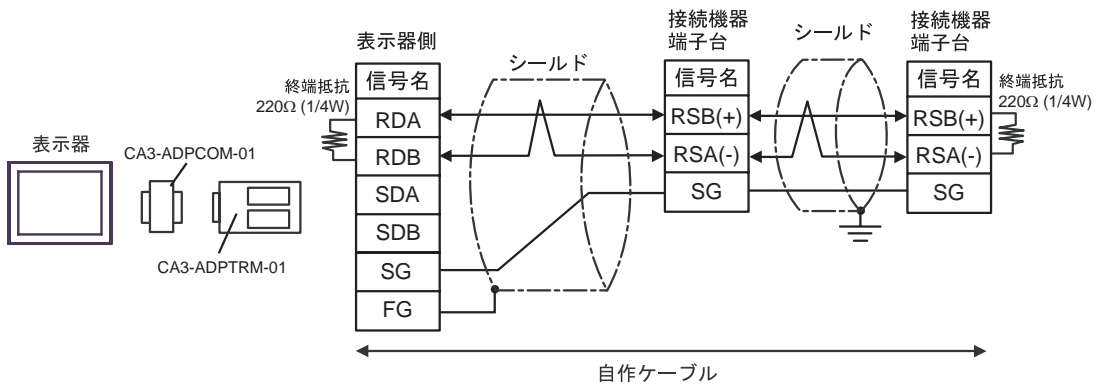 表示器
CA3-ADPCOM-01
CA3-ADPTRM-01
終端抵抗
220Ω (1/4W)
表示器側
信号名
RDA
RDB
SDA
SDB
SG
FG
シールド
接続機器
端子台
信号名
RSB(+)
RSA(-)
SG
シールド
接続機器
端子台
信号名
RSB(+)
RSA(-)
SG
終端抵抗
220Ω (1/4W)
自作ケーブル